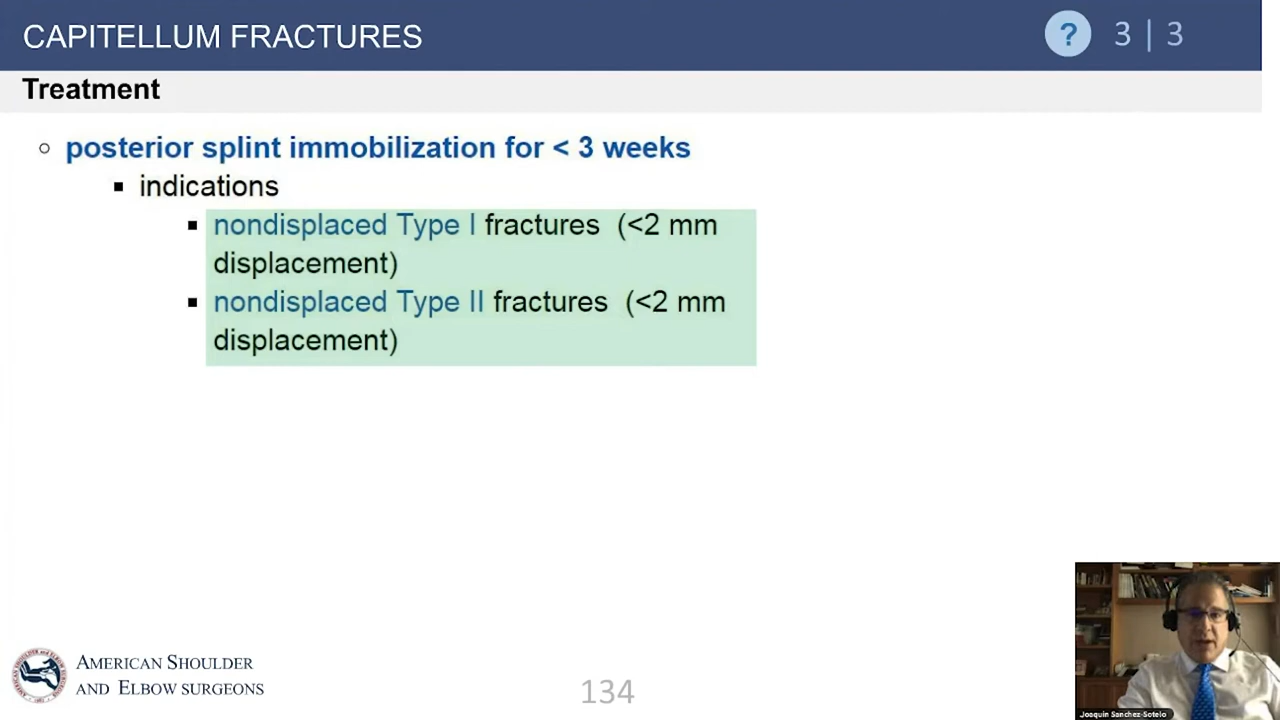 CAPITELLUM FRACTURES
? 3 | 3
Treatment
posterior splint immobilization for < 3 weeks
indications
nondisplaced Type I fractures (<2 mm
displacement)
nondisplaced Type II fractures (<2 mm
displacement)
AMERICAN SHOULDER
AND ELBOW SURGEONS
134
Joaquin Sanchez-Sotelo